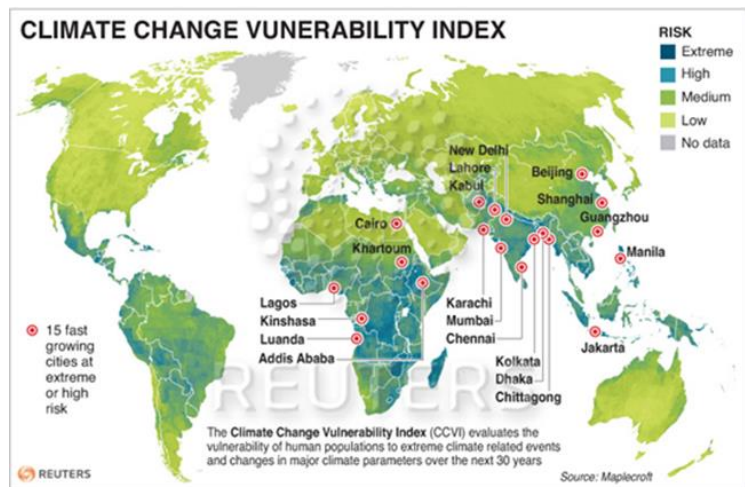 CLIMATE CHANGE VUNERABILITY INDEX
RISK
Extreme
High
Medium
Low
No data
New Delhi
Lahore
Kabul
Beijing
Shanghai
Guangzhou
Manila
Cairo
Khartoum
Lagos
Kinshasa
Luanda
Addis Ababa
Karachi
Mumbai
Chennai
Kolkata
Dhaka
Chittagong
Jakarta
15 fast
growing
cities at
extreme
or high
risk
REUTERS
The Climate Change Vulnerability Index (CCVI) evaluates the
vulnerability of human populations to extreme climate related events
and changes in major climate parameters over the next 30 years
REUTERS
Source: Maplecroft